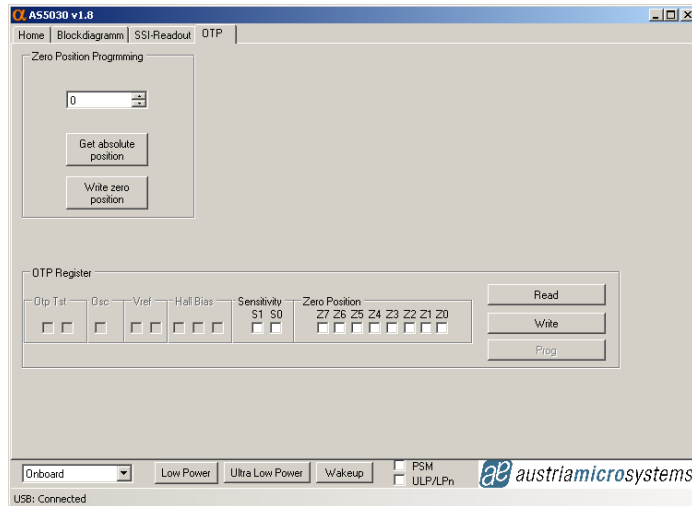 AS5030 v1.8
Home Blockdiagramm SSI-Readout OTP
Zero Position Progrmming
0
Get absolute
position
Write zero
position
OTP Register
Otp Tst Osc Vref Hall Bias Sensitivity Zero Position
S1 S0 Z7 Z6 Z5 Z4 Z3 Z2 Z1 Z0
Read
Write
Prog
Onboard Low Power Ultra Low Power Wakeup
PSM
ULP/LPn
austriamicrosystems
USB: Connected